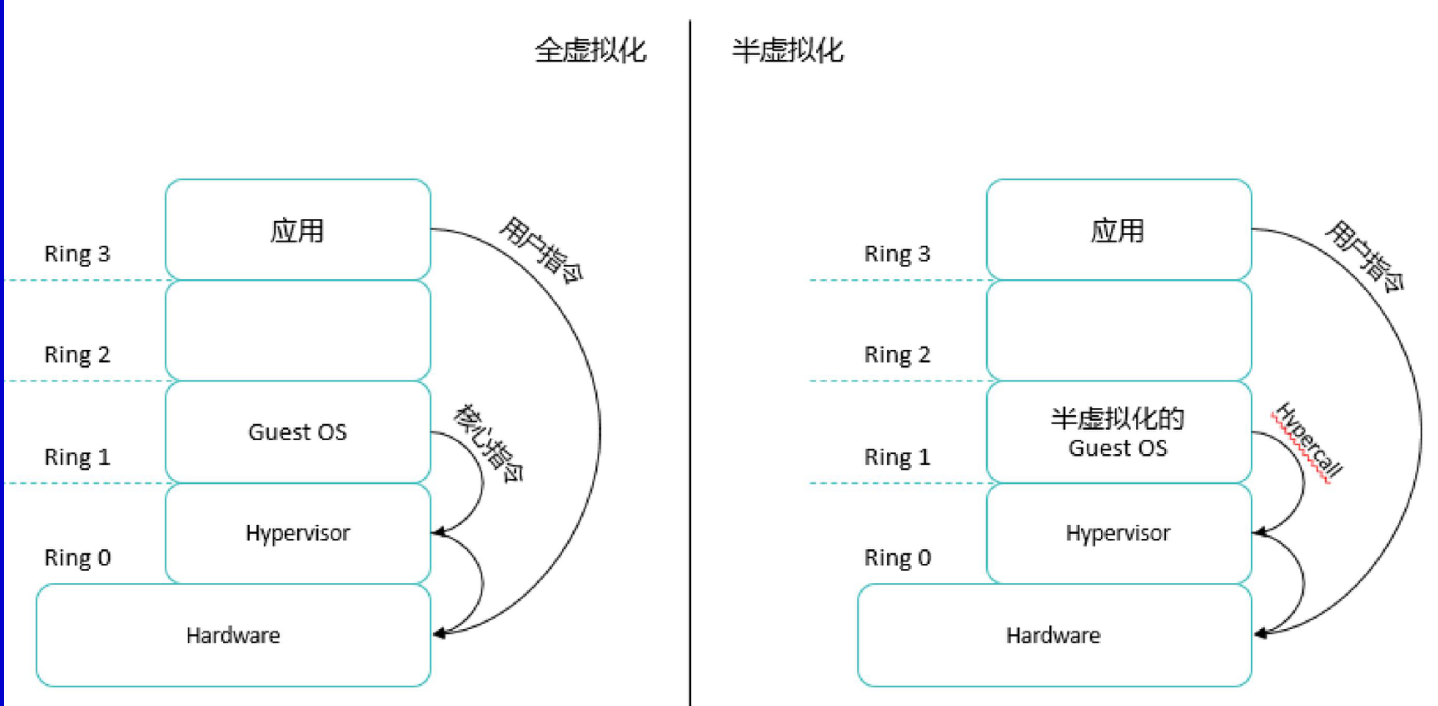 全虚拟化
半虚拟化
应用
用户指令
Ring 3
Ring 2
Guest OS
核心指令
Ring 1
Hypervisor
Ring 0
Hardware
应用
用户指令
Ring 3
Ring 2
半虚拟化的
Guest OS
Hypercall
Ring 1
Hypervisor
Ring 0
Hardware